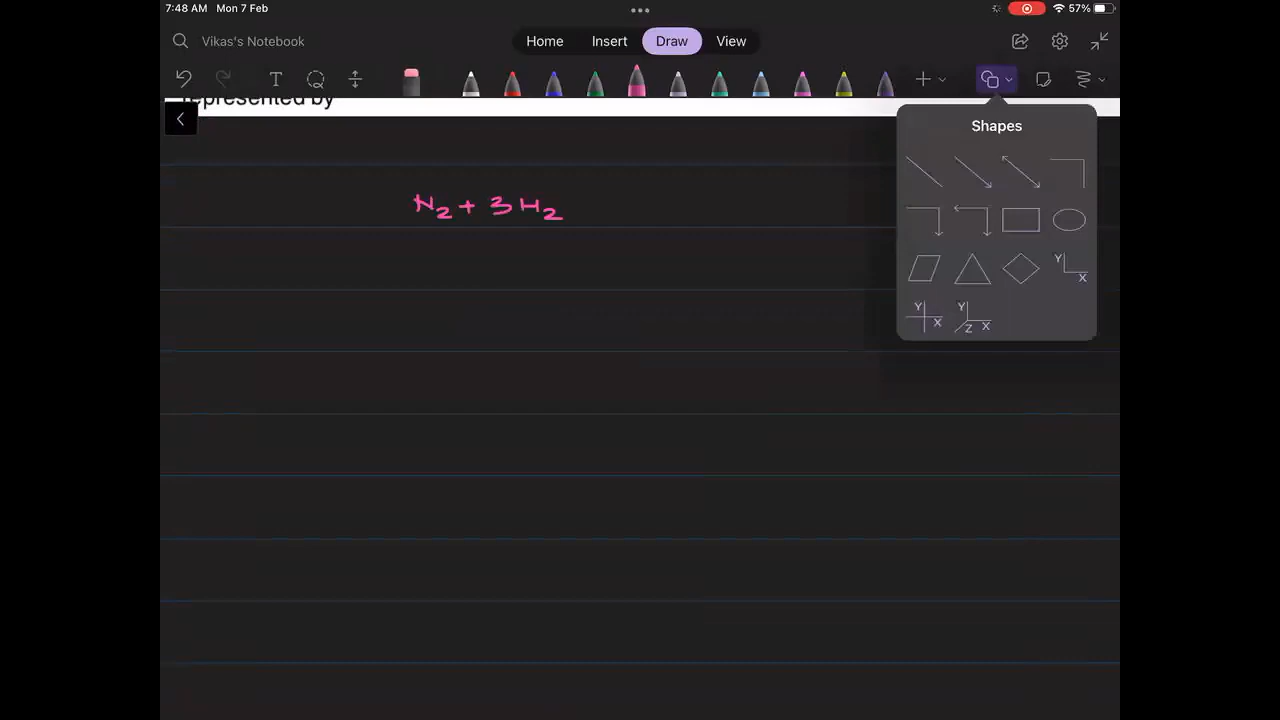 7:48 AM Mon 7 Feb
57%
Vikas's Notebook
Home Insert Draw View
T
represented by
Shapes
Y
X
Y
X
Y
Z X
N₂ + 3H₂